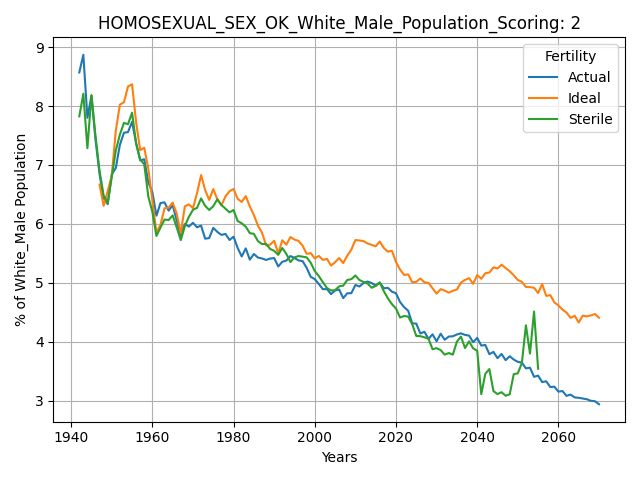 HOMOSEXUAL_SEX_OK_White_Male_Population_Scoring: 2
Fertility
Actual
Ideal
Sterile
% of White_Male Population
9
8
7
6
5
4
3
1940 1960 1980 2000 2020 2040 2060
Years